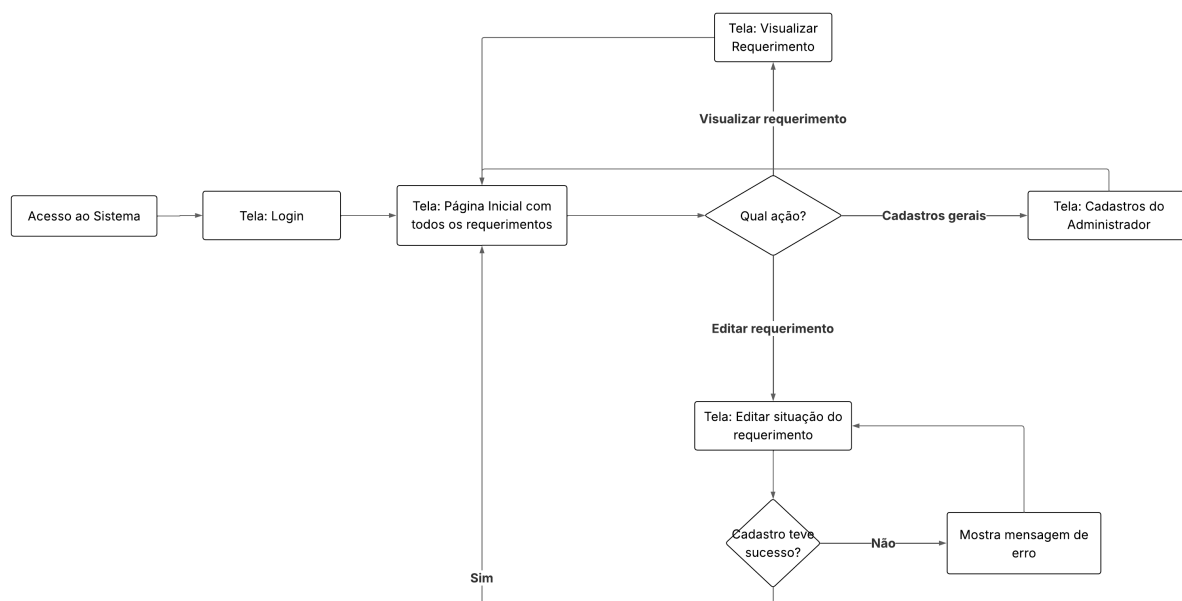 Tela: Visualizar
Requerimento
Visualizar requerimento
Acesso ao Sistema
Tela: Login
Tela: Página Inicial com
todos os requerimentos
Qual ação?
Cadastros gerais
Tela: Cadastros do
Administrador
Editar requerimento
Tela: Editar situação do
requerimento
Cadastro teve
sucesso?
Não
Mostra mensagem de
erro
Sim